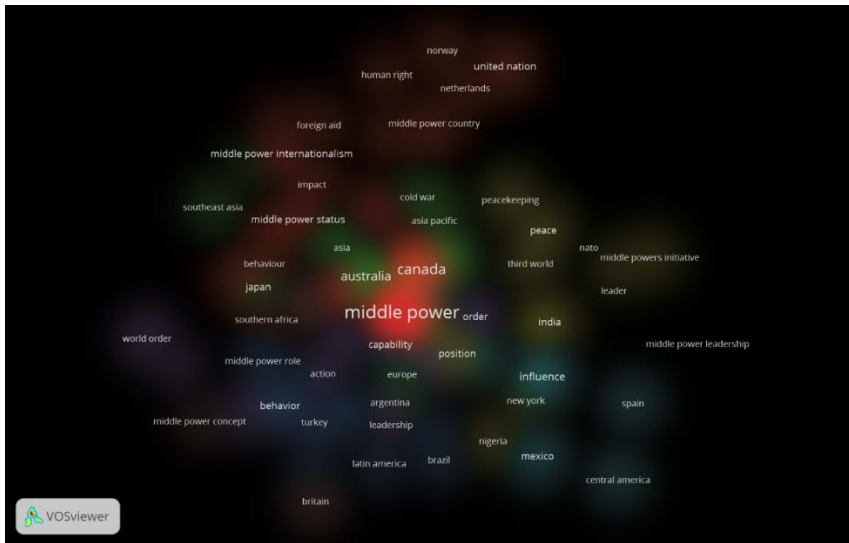 norway
united nation
human right
netherlands
foreign aid
middle power country
middle power internationalism
impact
southeast asia
cold war
peacekeeping
middle power status
asia pacific
peace
asia
nato
middle powers initiative
behaviour
third world
australia
canada
japan
leader
middle power
order
southern africa
india
world order
capability
middle power leadership
position
middle power role
action
europe
influence
behavior
argentina
new york
spain
middle power concept
turkey
leadership
nigeria
latin america
brazil
mexico
central america
britain
VOSviewer